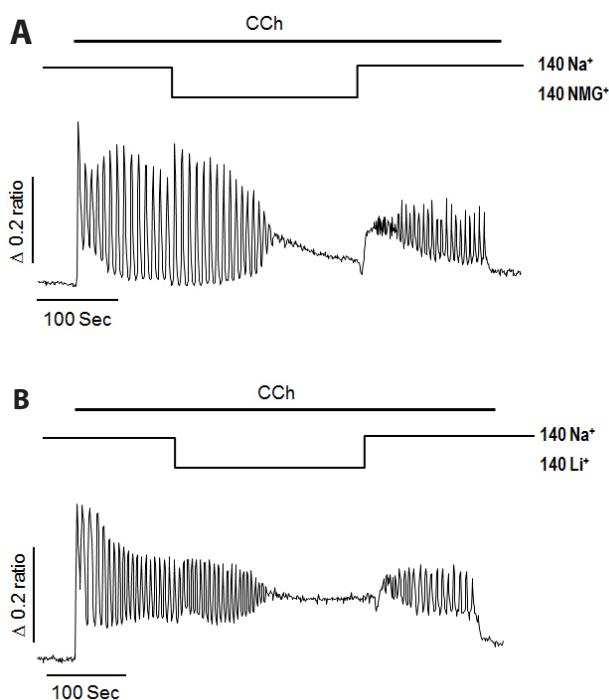 A
CCh
140 Na⁺
140 NMG⁺
Δ 0.2 ratio
100 Sec
B
CCh
140 Na⁺
140 Li⁺
Δ 0.2 ratio
100 Sec